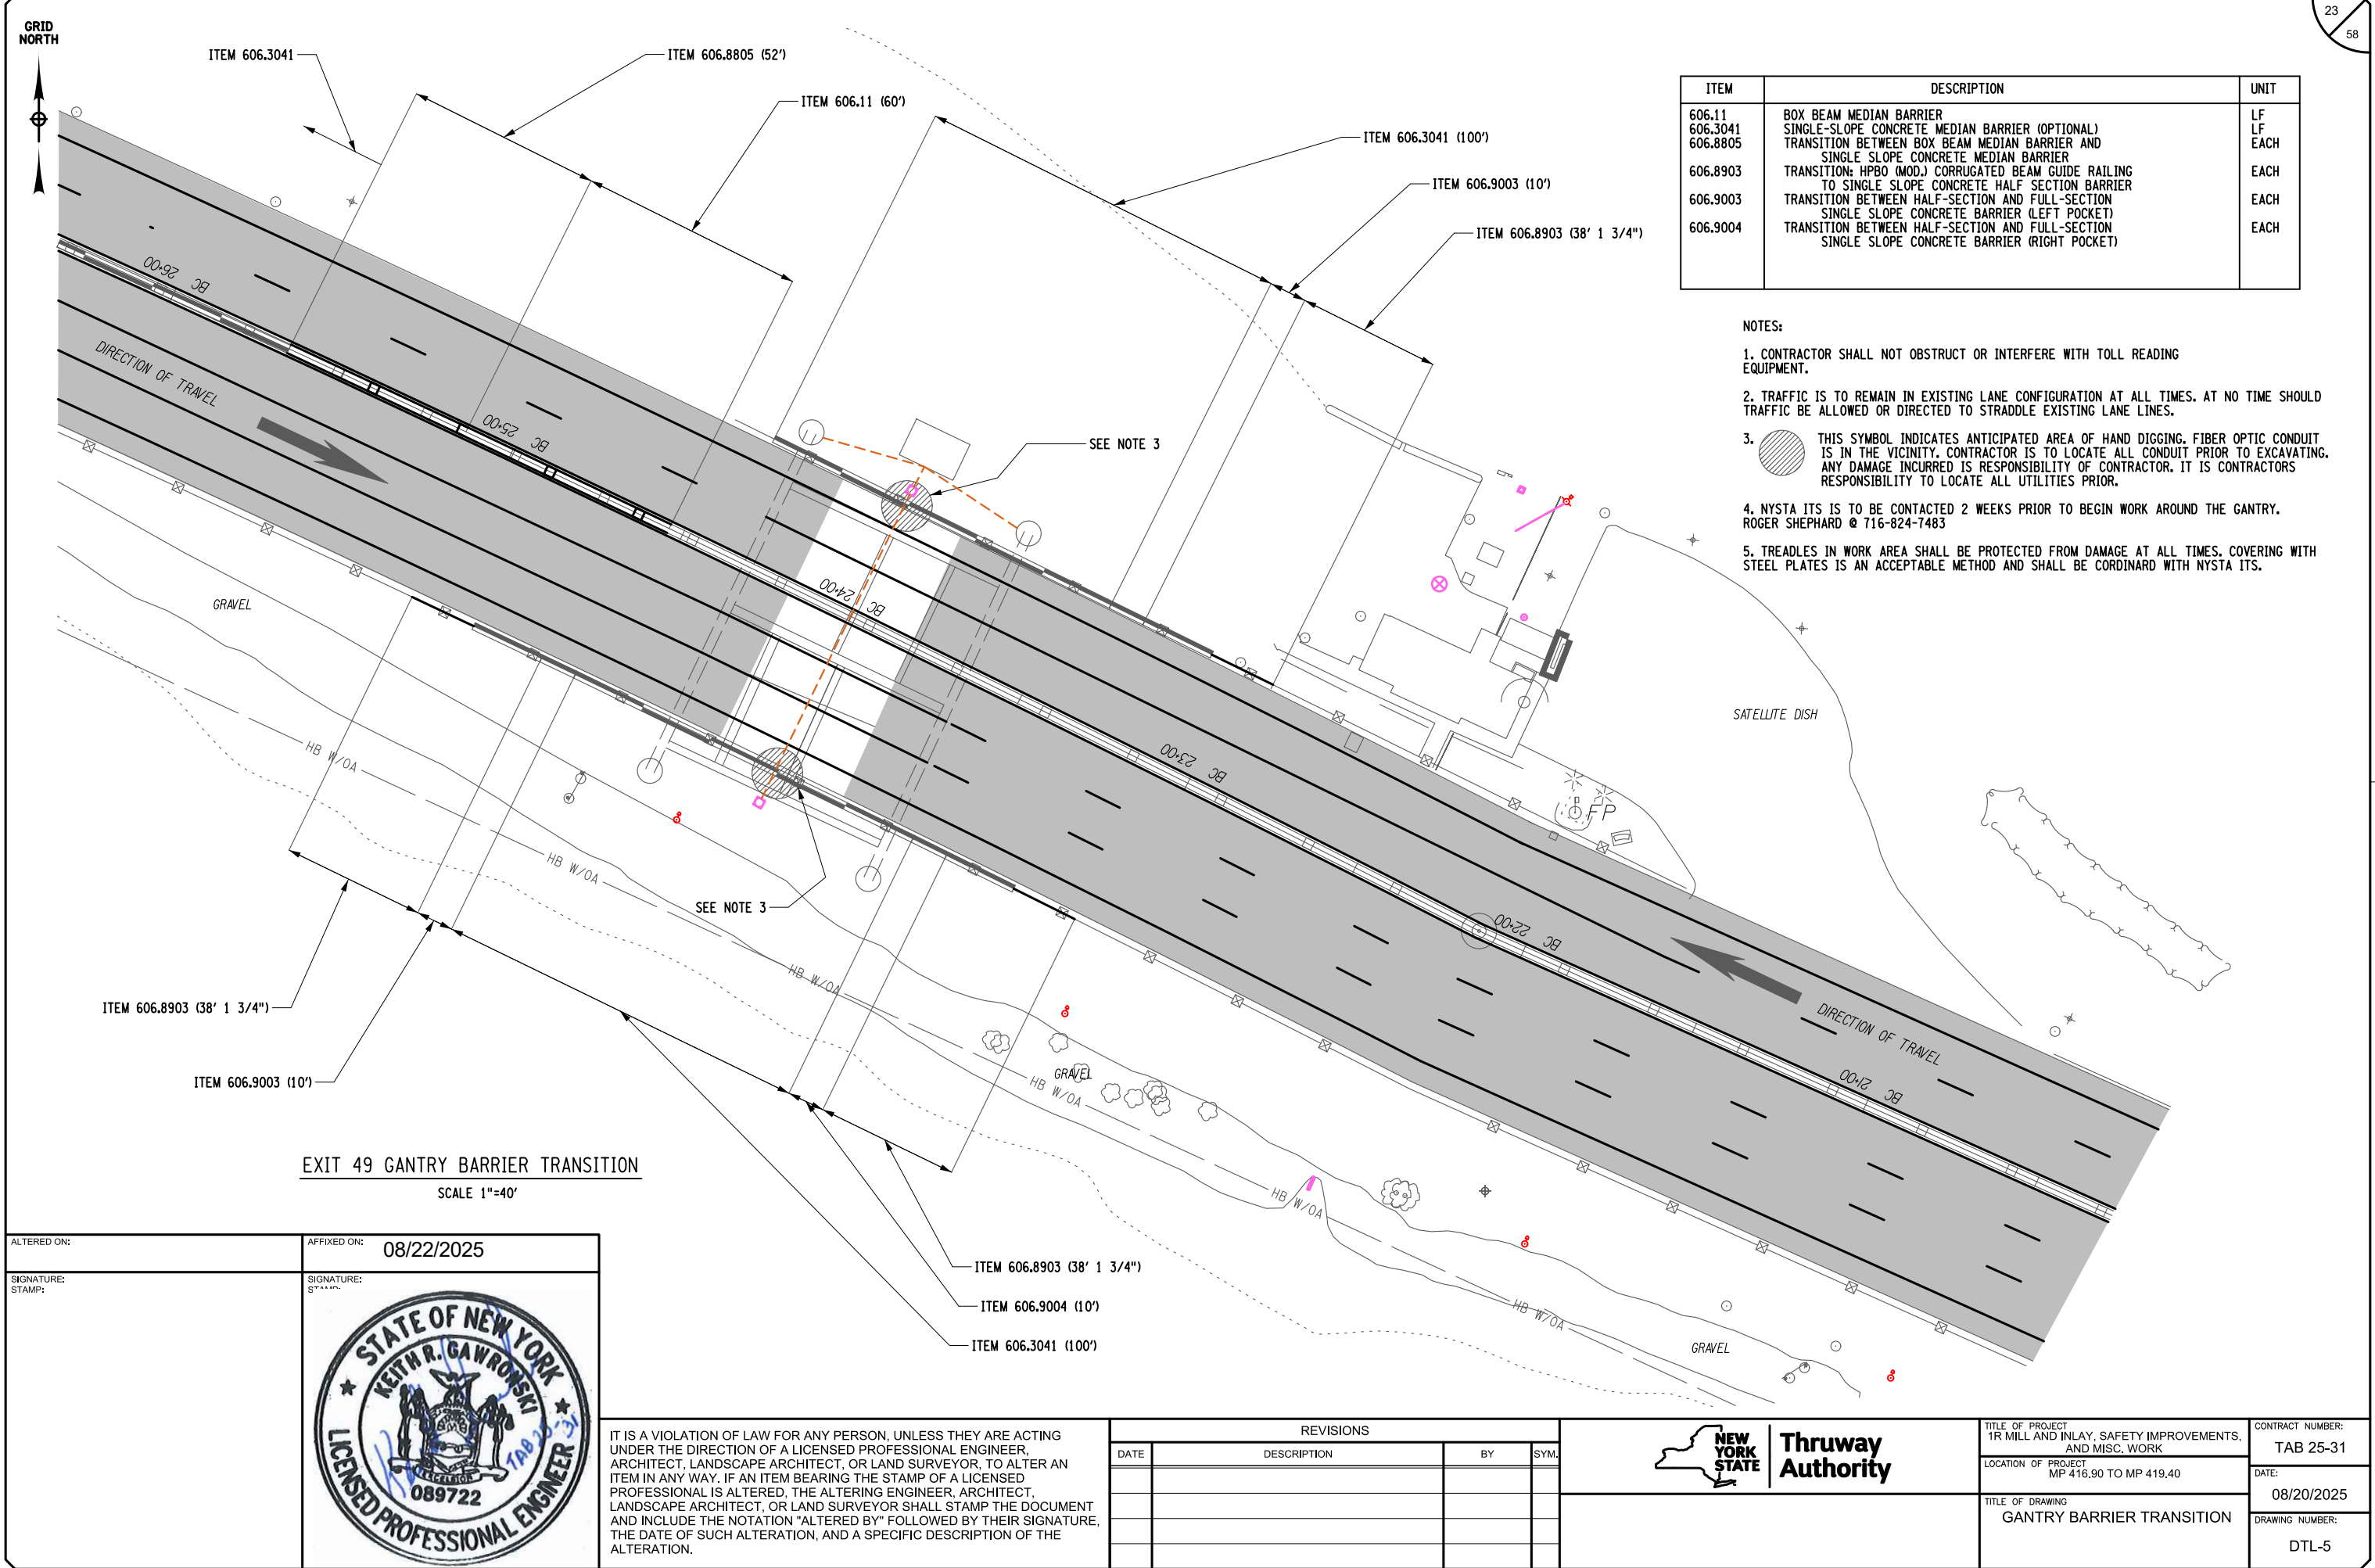 23
58
GRID
NORTH
ITEM 606.3041
ITEM 606.8805 (52')
ITEM 606.11 (60')
ITEM 606.3041 (100')
ITEM 606.9003 (10')
ITEM 606.8903 (38' 1 3/4")
ITEM DESCRIPTION UNIT
606.11 BOX BEAM MEDIAN BARRIER LF
606.3041 SINGLE-SLOPE CONCRETE MEDIAN BARRIER (OPTIONAL) LF
606.8805 TRANSITION BETWEEN BOX BEAM MEDIAN BARRIER AND EACH
SINGLE SLOPE CONCRETE MEDIAN BARRIER
606.8903 TRANSITION: HPBO (MOD.) CORRUGATED BEAM GUIDE RAILING EACH
TO SINGLE SLOPE CONCRETE HALF SECTION BARRIER
606.9003 TRANSITION BETWEEN HALF-SECTION AND FULL-SECTION EACH
SINGLE SLOPE CONCRETE BARRIER (LEFT POCKET)
606.9004 TRANSITION BETWEEN HALF-SECTION AND FULL-SECTION EACH
SINGLE SLOPE CONCRETE BARRIER (RIGHT POCKET)
NOTES:
1. CONTRACTOR SHALL NOT OBSTRUCT OR INTERFERE WITH TOLL READING
EQUIPMENT.
2. TRAFFIC IS TO REMAIN IN EXISTING LANE CONFIGURATION AT ALL TIMES. AT NO TIME SHOULD
TRAFFIC BE ALLOWED OR DIRECTED TO STRADDLE EXISTING LANE LINES.
3. THIS SYMBOL INDICATES ANTICIPATED AREA OF HAND DIGGING. FIBER OPTIC CONDUIT
IS IN THE VICINITY. CONTRACTOR IS TO LOCATE ALL CONDUIT PRIOR TO EXCAVATING.
ANY DAMAGE INCURRED IS RESPONSIBILITY OF CONTRACTOR. IT IS CONTRACTORS
RESPONSIBILITY TO LOCATE ALL UTILITIES PRIOR.
4. NYSTA ITS IS TO BE CONTACTED 2 WEEKS PRIOR TO BEGIN WORK AROUND THE GANTRY.
ROGER SHEPHARD @ 716-824-7483
5. TREADLES IN WORK AREA SHALL BE PROTECTED FROM DAMAGE AT ALL TIMES. COVERING WITH
STEEL PLATES IS AN ACCEPTABLE METHOD AND SHALL BE CORDINARD WITH NYSTA ITS.
BC 26+00
DIRECTION OF TRAVEL
BC 25+00
SEE NOTE 3
BC 24+00
GRAVEL
BC 23+00
SATELLITE DISH
HB W/OA
FP
HB W/OA
SEE NOTE 3
BC 22+00
HB W/OA
DIRECTION OF TRAVEL
GRAVEL
HB W/OA
BC 21+00
HB W/OA
HB W/OA
GRAVEL
ITEM 606.8903 (38' 1 3/4")
ITEM 606.9003 (10')
ITEM 606.8903 (38' 1 3/4")
ITEM 606.9004 (10')
ITEM 606.3041 (100')
EXIT 49 GANTRY BARRIER TRANSITION
SCALE 1"=40'
ALTERED ON:
AFFIXED ON: 08/22/2025
SIGNATURE:
STAMP:
SIGNATURE:
STATE OF NEW YORK
KEITH R. GAWRONSKI
EXCELSIOR
089722
LICENSED PROFESSIONAL ENGINEER
TAB 25-31
IT IS A VIOLATION OF LAW FOR ANY PERSON, UNLESS THEY ARE ACTING
UNDER THE DIRECTION OF A LICENSED PROFESSIONAL ENGINEER,
ARCHITECT, LANDSCAPE ARCHITECT, OR LAND SURVEYOR, TO ALTER AN
ITEM IN ANY WAY. IF AN ITEM BEARING THE STAMP OF A LICENSED
PROFESSIONAL IS ALTERED, THE ALTERING ENGINEER, ARCHITECT,
LANDSCAPE ARCHITECT, OR LAND SURVEYOR SHALL STAMP THE DOCUMENT
AND INCLUDE THE NOTATION "ALTERED BY" FOLLOWED BY THEIR SIGNATURE,
THE DATE OF SUCH ALTERATION, AND A SPECIFIC DESCRIPTION OF THE
ALTERATION.
REVISIONS
DATE DESCRIPTION BY SYM.
NEW
YORK
STATE
Thruway
Authority
TITLE OF PROJECT
1R MILL AND INLAY, SAFETY IMPROVEMENTS,
AND MISC. WORK
LOCATION OF PROJECT
MP 416.90 TO MP 419.40
TITLE OF DRAWING
GANTRY BARRIER TRANSITION
CONTRACT NUMBER:
TAB 25-31
DATE:
08/20/2025
DRAWING NUMBER:
DTL-5